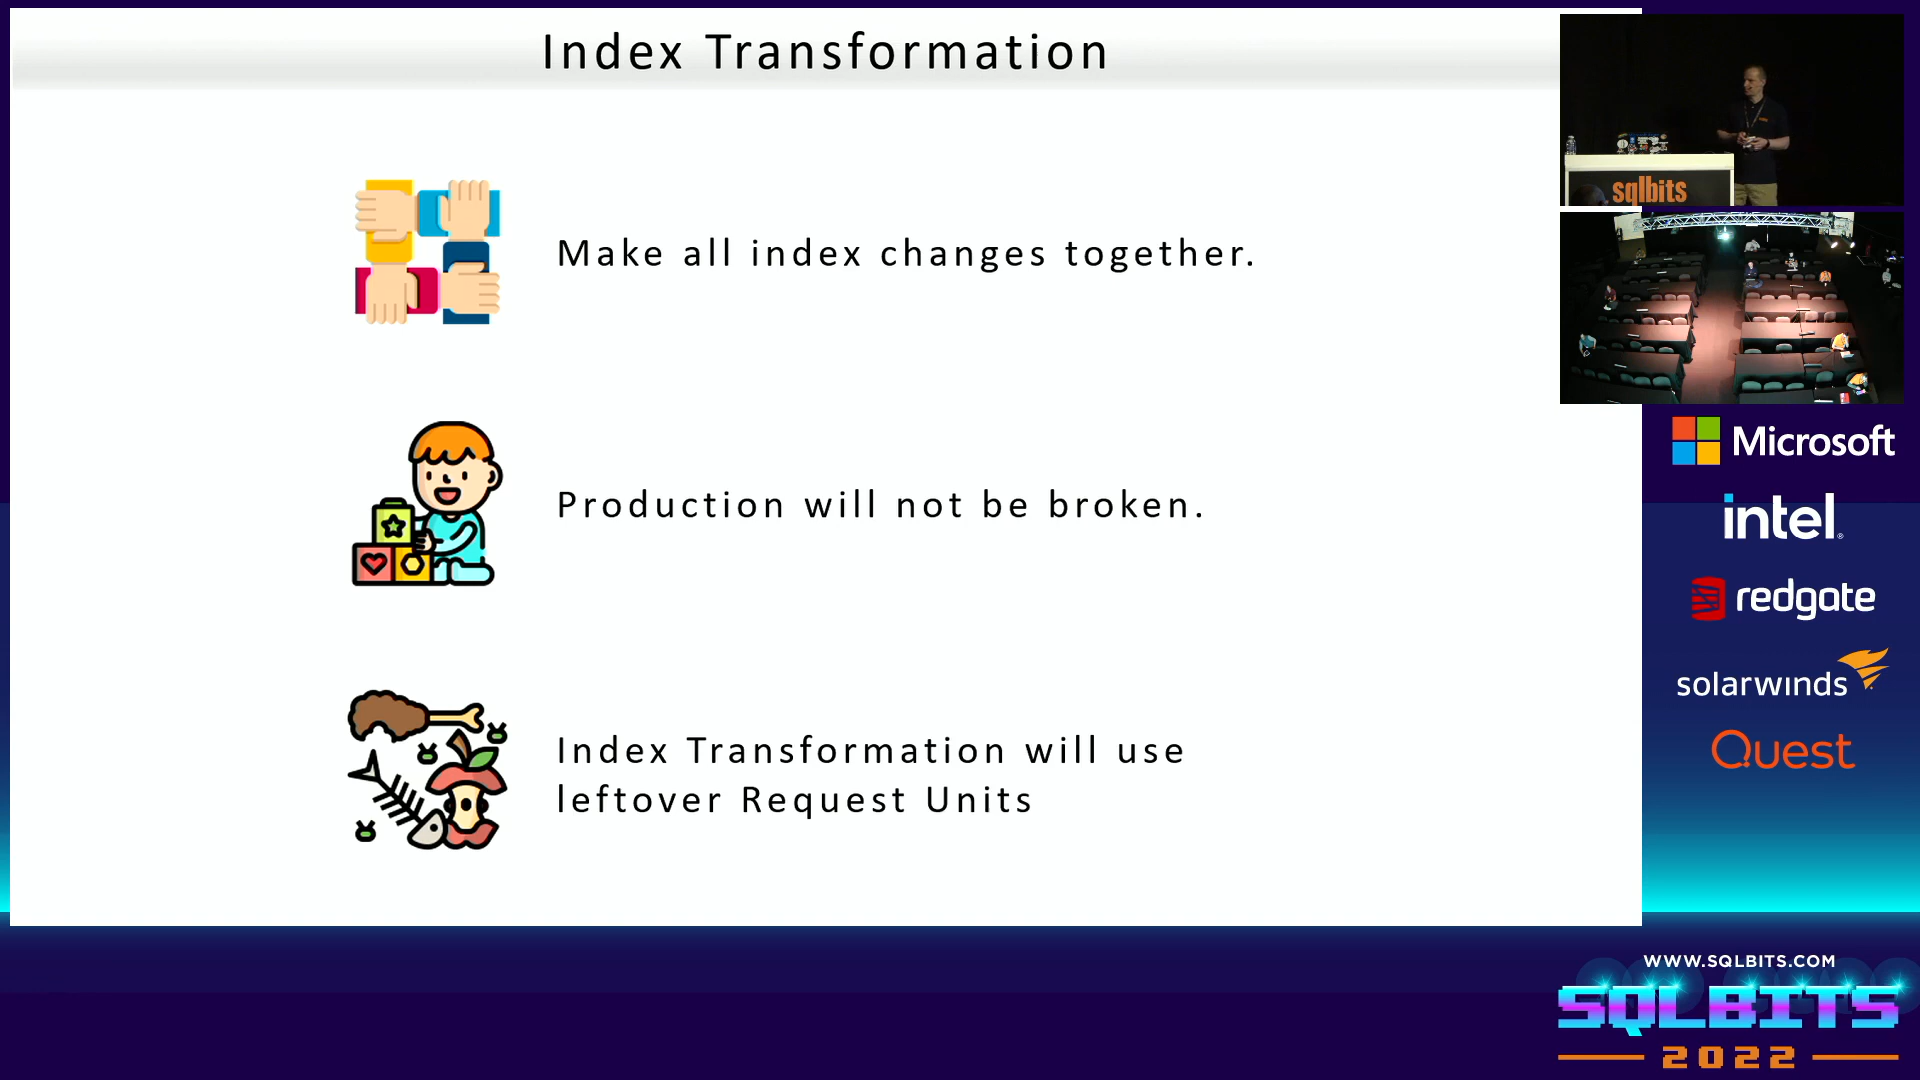 Index Transformation
Make all index changes together.
Production will not be broken.
Index Transformation will use
leftover Request Units
sqlbits
Microsoft
intel.
redgate
solarwinds
Quest
WWW.SQLBITS.COM
SQLBITS
2022